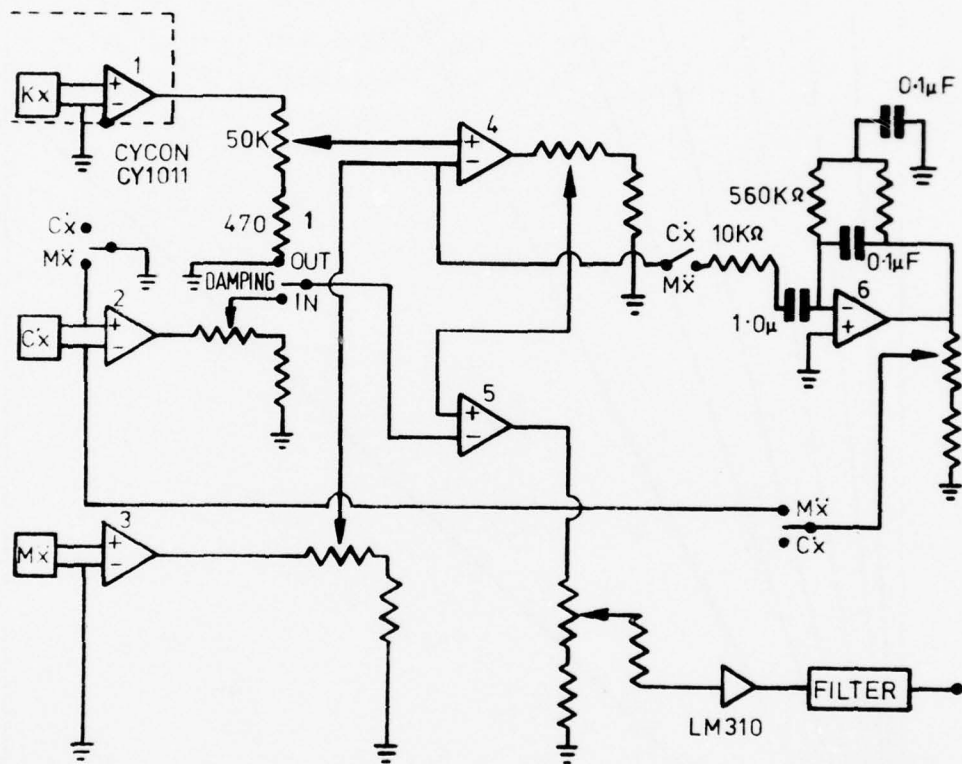 Kx
+
-
1
CYCON
CY1011
50K
470
1
OUT
DAMPING
IN
Cẋ
Mẍ
Cẋ
+
-
2
Mẍ
+
-
3
+
-
4
+
-
5
Cẋ
Mẍ
10KΩ
1·0µ
560KΩ
0·1µF
0·1µF
-
+
6
Mẍ
Cẋ
LM310
FILTER